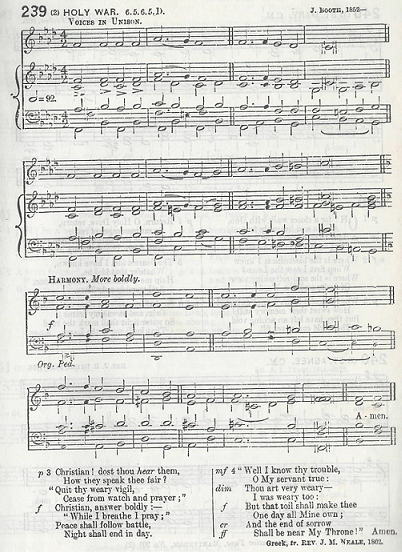 239 (2) HOLY WAR. 6.5.6.5.D.
J. BOOTH, 1852—
VOICES IN UNISON.
= 92.
HARMONY. More boldly.
f
Org. Ped.
A - men.
p 3 Christian! dost thou hear them,
How they speak thee fair?
"Quit thy weary vigil,
Cease from watch and prayer;"
f Christian, answer boldly:—
"While I breathe I pray;"
Peace shall follow battle,
Night shall end in day.
mf 4 "Well I know thy trouble,
O My servant true:
dim Thou art very weary—
I was weary too:
f But that toil shall make thee
One day all Mine own;
cr And the end of sorrow
ff Shall be near My Throne!" Amen.
Greek, tr. REV. J. M. NEALE, 1862.